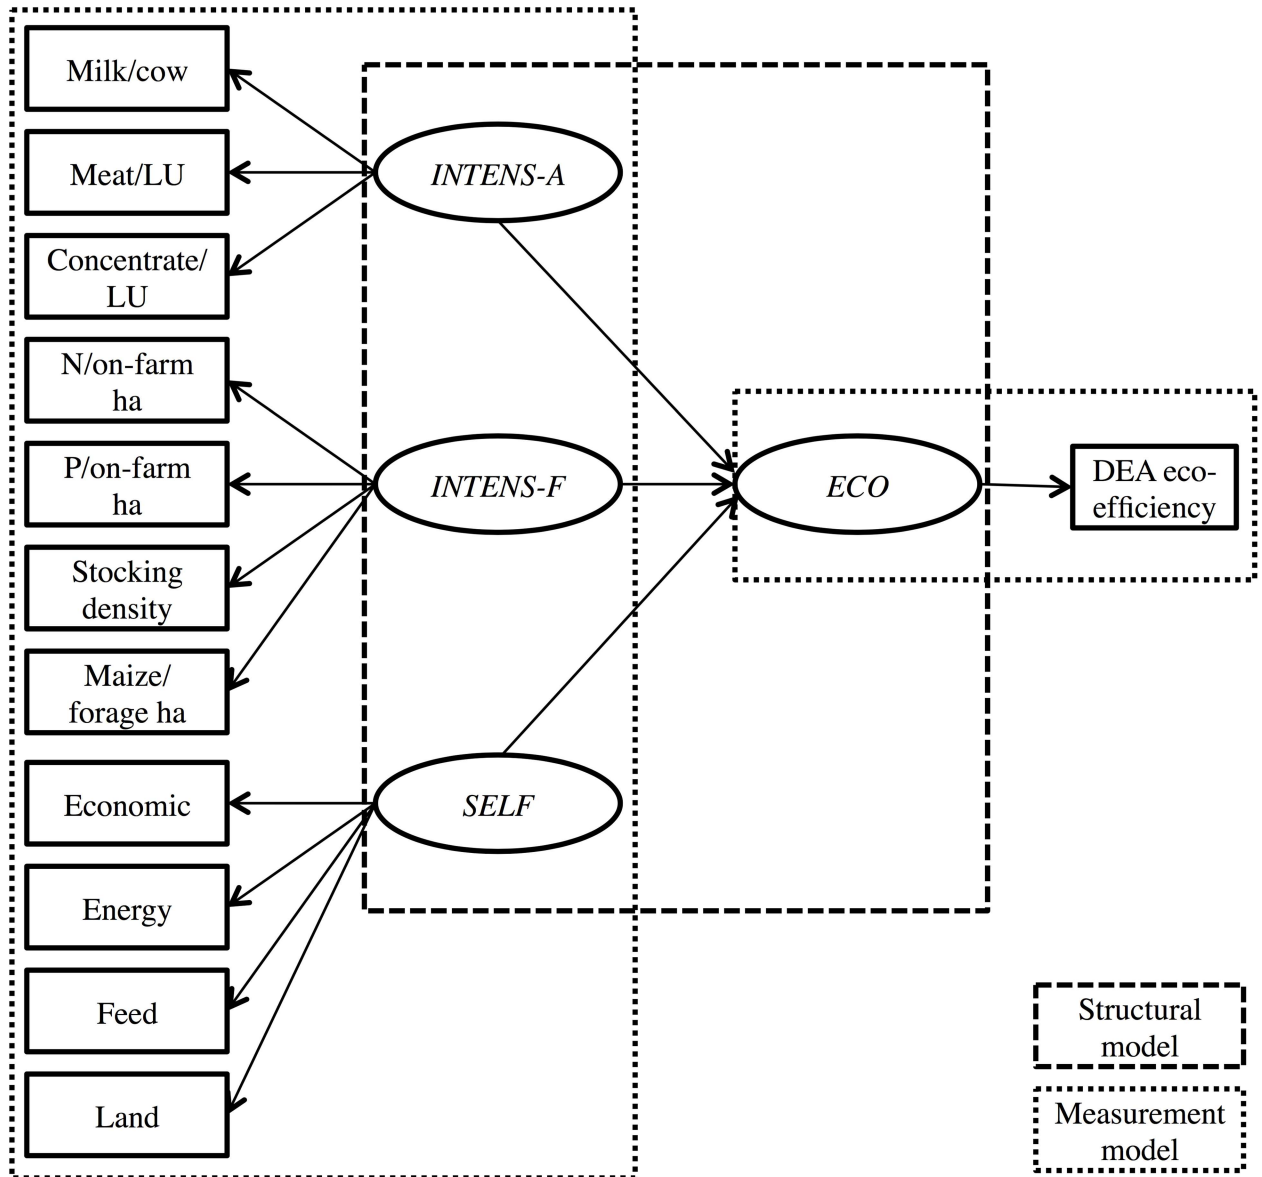 Milk/cow
Meat/LU
Concentrate/
LU
N/on-farm
ha
P/on-farm
ha
Stocking
density
Maize/
forage ha
Economic
Energy
Feed
Land
INTENS-A
INTENS-F
SELF
ECO
DEA eco-
efficiency
Structural
model
Measurement
model